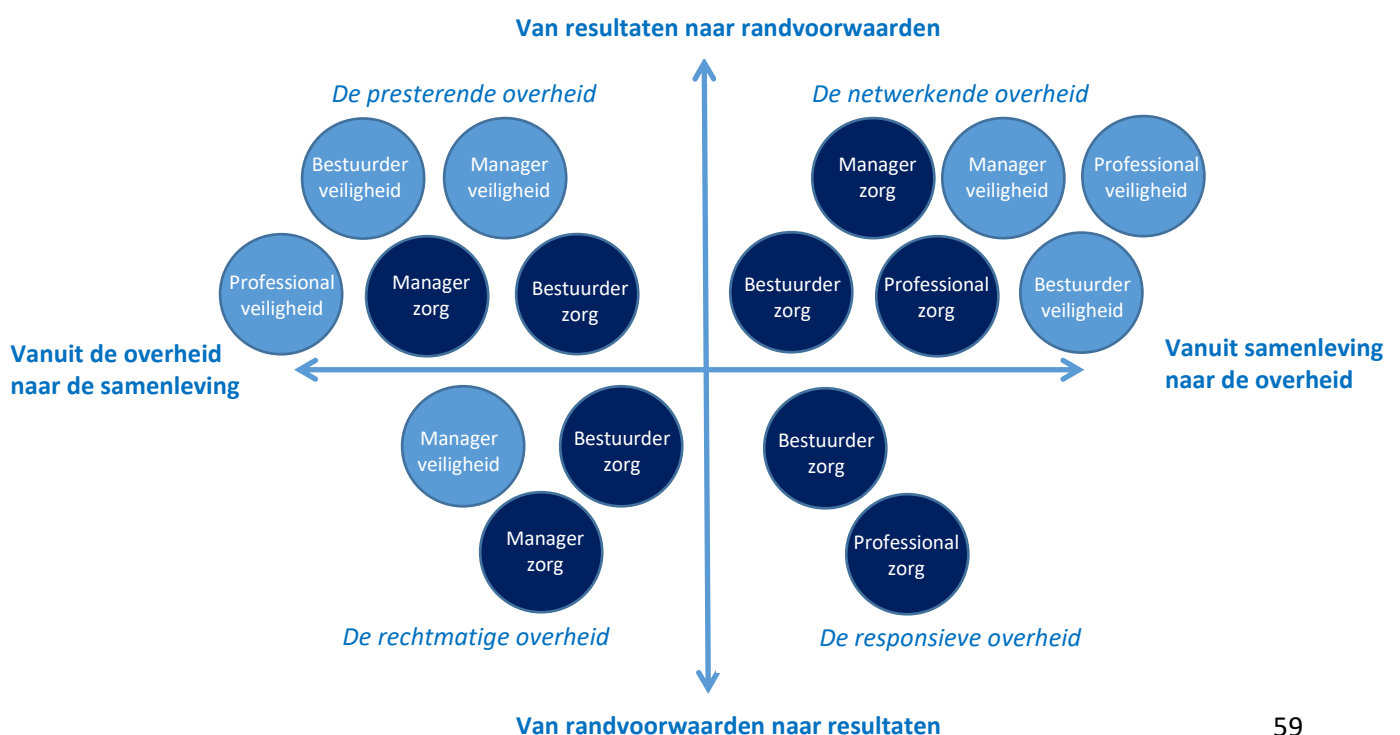 Van resultaten naar randvoorwaarden
De presterende overheid
De netwerkende overheid
Bestuurder
veiligheid
Manager
veiligheid
Manager
zorg
Manager
veiligheid
Professional
veiligheid
Professional
veiligheid
Manager
zorg
Bestuurder
zorg
Bestuurder
zorg
Professional
zorg
Bestuurder
veiligheid
Vanuit de overheid
naar de samenleving
Vanuit samenleving
naar de overheid
Manager
veiligheid
Bestuurder
zorg
Bestuurder
zorg
Manager
zorg
Professional
zorg
De rechtmatige overheid
De responsieve overheid
Van randvoorwaarden naar resultaten
59